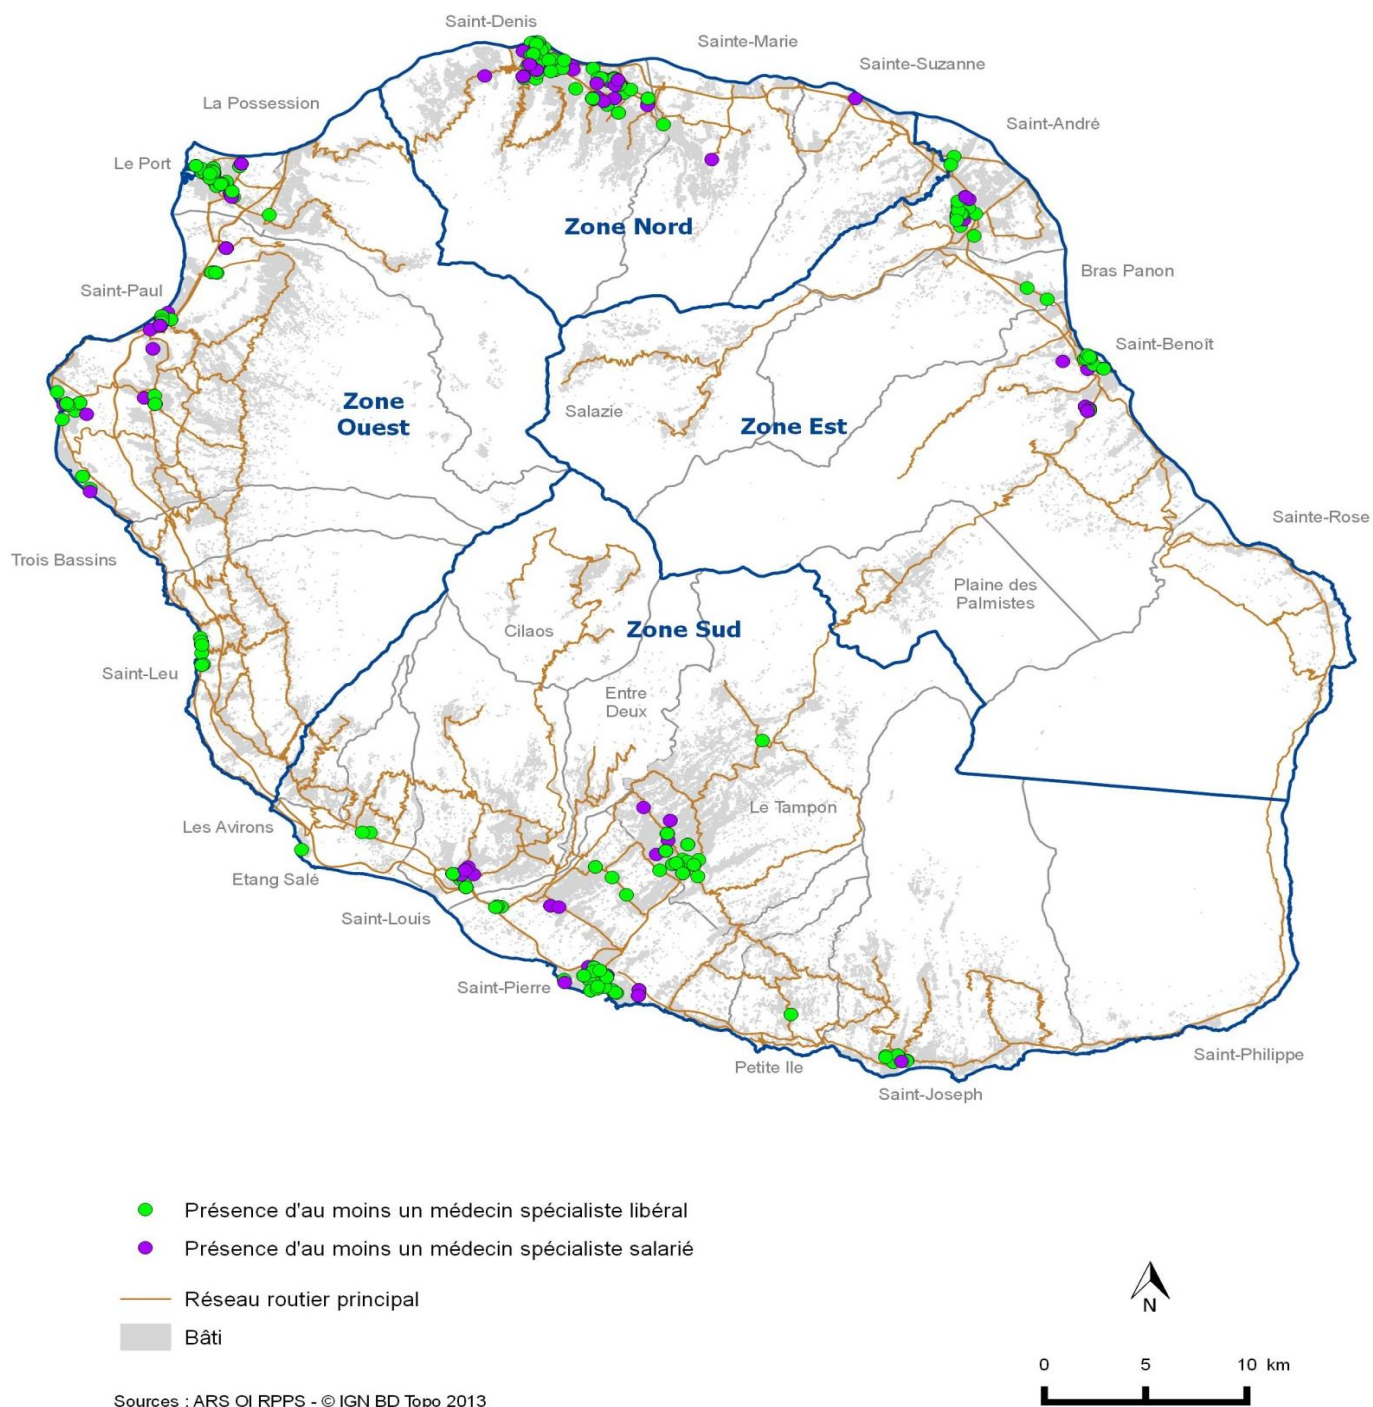 Saint-Denis
Sainte-Marie
Sainte-Suzanne
La Possession
Saint-André
Le Port
Zone Nord
Bras Panon
Saint-Paul
Saint-Benoît
Zone
Ouest
Salazie
Zone Est
Sainte-Rose
Trois Bassins
Plaine des
Palmistes
Cilaos
Zone Sud
Saint-Leu
Entre
Deux
Le Tampon
Les Avirons
Etang Salé
Saint-Louis
Saint-Pierre
Petite Ile
Saint-Philippe
Saint-Joseph
Présence d'au moins un médecin spécialiste libéral
Présence d'au moins un médecin spécialiste salarié
Réseau routier principal
Bâti
N
0 5 10 km
Sources : ARS OI RPPS - © IGN BD Topo 2013